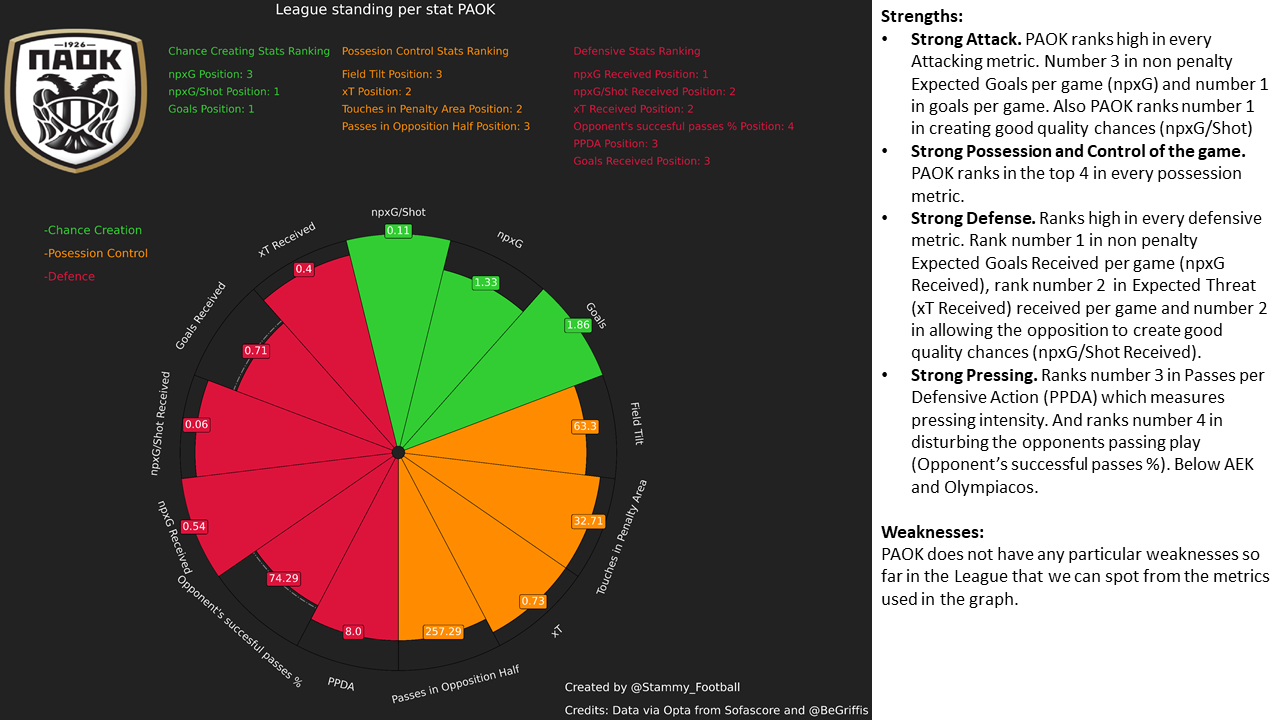 League standing per stat PAOK
1926
ΠΑΟΚ
Chance Creating Stats Ranking
npxG Position: 3
npxG/Shot Position: 1
Goals Position: 1
Possesion Control Stats Ranking
Field Tilt Position: 3
xT Position: 2
Touches in Penalty Area Position: 2
Passes in Opposition Half Position: 3
Defensive Stats Ranking
npxG Received Position: 1
npxG/Shot Received Position: 2
xT Received Position: 2
Opponent's succesful passes % Position: 4
PPDA Position: 3
Goals Received Position: 3
-Chance Creation
-Posession Control
-Defence
npxG/Shot
0.11
npxG
1.33
Goals
1.86
Field Tilt
63.3
Touches in Penalty Area
32.71
xT
0.73
Passes in Opposition Half
257.29
PPDA
8.0
Opponent's succesful passes %
74.29
npxG Received
0.54
npxG/Shot Received
0.06
Goals Received
0.71
xT Received
0.4
Created by @Stammy_Football
Credits: Data via Opta from Sofascore and @BeGriffis
Strengths:
• Strong Attack. PAOK ranks high in every
Attacking metric. Number 3 in non penalty
Expected Goals per game (npxG) and number 1
in goals per game. Also PAOK ranks number 1
in creating good quality chances (npxG/Shot)
• Strong Possession and Control of the game.
PAOK ranks in the top 4 in every possession
metric.
• Strong Defense. Ranks high in every defensive
metric. Rank number 1 in non penalty
Expected Goals Received per game (npxG
Received), rank number 2 in Expected Threat
(xT Received) received per game and number 2
in allowing the opposition to create good
quality chances (npxG/Shot Received).
• Strong Pressing. Ranks number 3 in Passes per
Defensive Action (PPDA) which measures
pressing intensity. And ranks number 4 in
disturbing the opponents passing play
(Opponent’s successful passes %). Below AEK
and Olympiacos.
Weaknesses:
PAOK does not have any particular weaknesses so
far in the League that we can spot from the metrics
used in the graph.